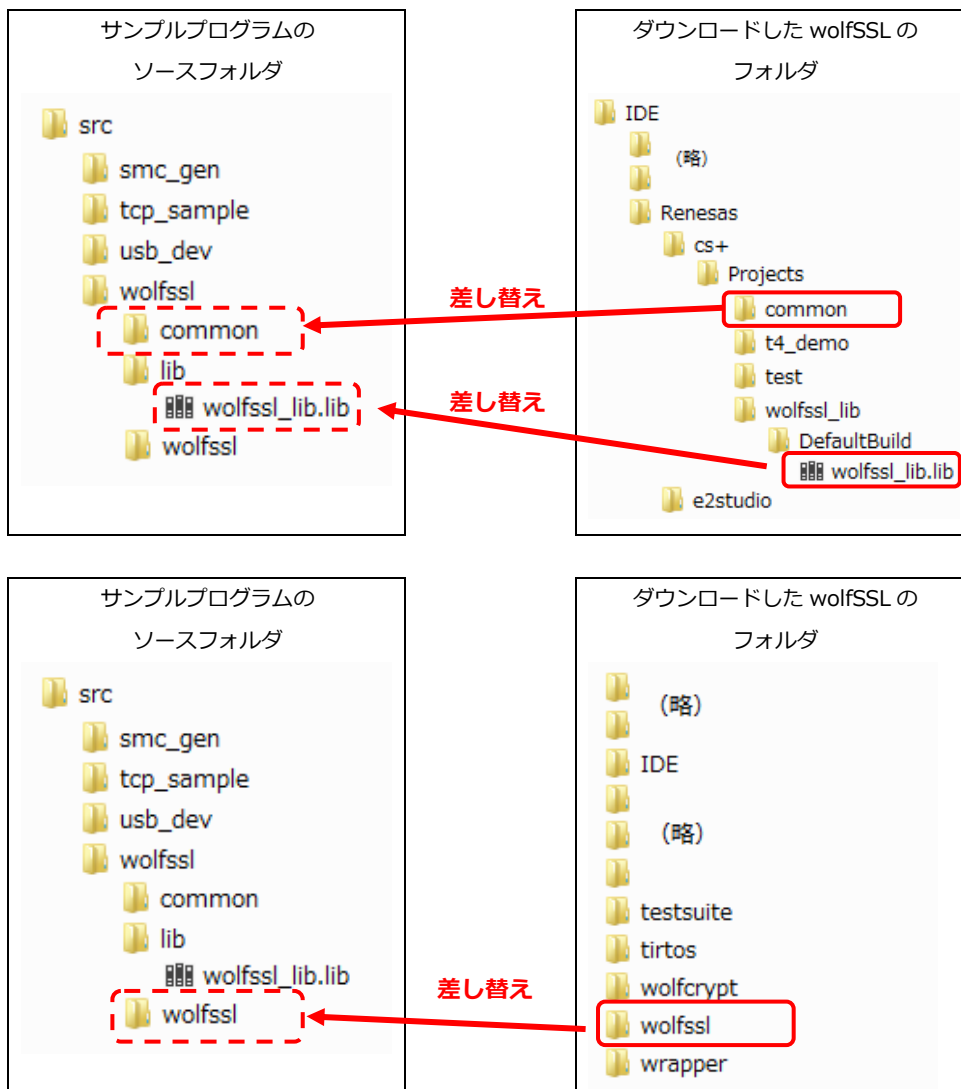 サンプルプログラムの
ソースフォルダ
src
smc_gen
tcp_sample
usb_dev
wolfssl
common
lib
wolfssl_lib.lib
wolfssl
差し替え
差し替え
ダウンロードした wolfSSL の
フォルダ
IDE
(略)
Renesas
cs+
Projects
common
t4_demo
test
wolfssl_lib
DefaultBuild
wolfssl_lib.lib
e2studio
サンプルプログラムの
ソースフォルダ
src
smc_gen
tcp_sample
usb_dev
wolfssl
common
lib
wolfssl_lib.lib
wolfssl
差し替え
ダウンロードした wolfSSL の
フォルダ
(略)
IDE
(略)
testsuite
tirtos
wolfcrypt
wolfssl
wrapper